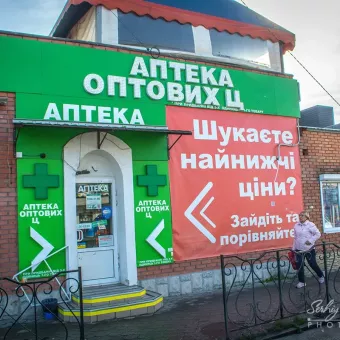 АПТЕКА
ОПТОВИХ Ц
АПТЕКА
Шукаєте
найнижчі
ціни?
Зайдіть та
порівняйте
АПТЕКА
ОПТОВИХ
Ц
АПТЕКА
АПТЕКА
ОПТОВИХ
Ц